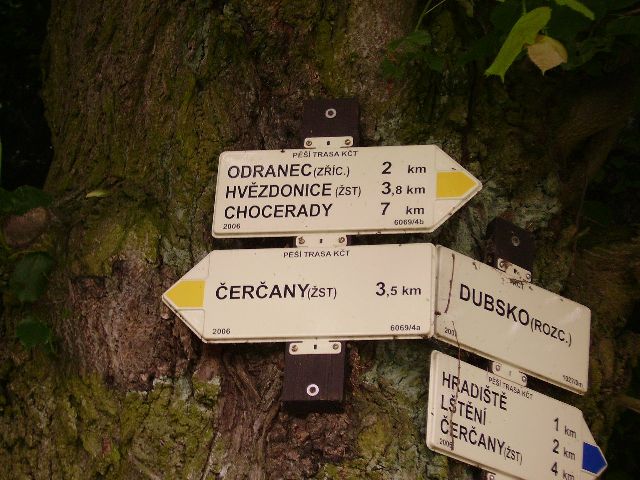 PĚŠÍ TRASA KČT
ODRANEC (ZŘÍC.) 2 km
HVĚZDONICE (ŽST) 3,8 km
CHOCERADY 7 km
2006 6069/4b
PĚŠÍ TRASA KČT
ČERČANY (ŽST) 3,5 km
2006 6069/4a
KČT
DUBSKO (ROZC.)
PĚŠÍ TRASA KČT
HRADIŠTĚ 1 km
LŠTĚNÍ 2 km
ČERČANY (ŽST) 4 km
2006